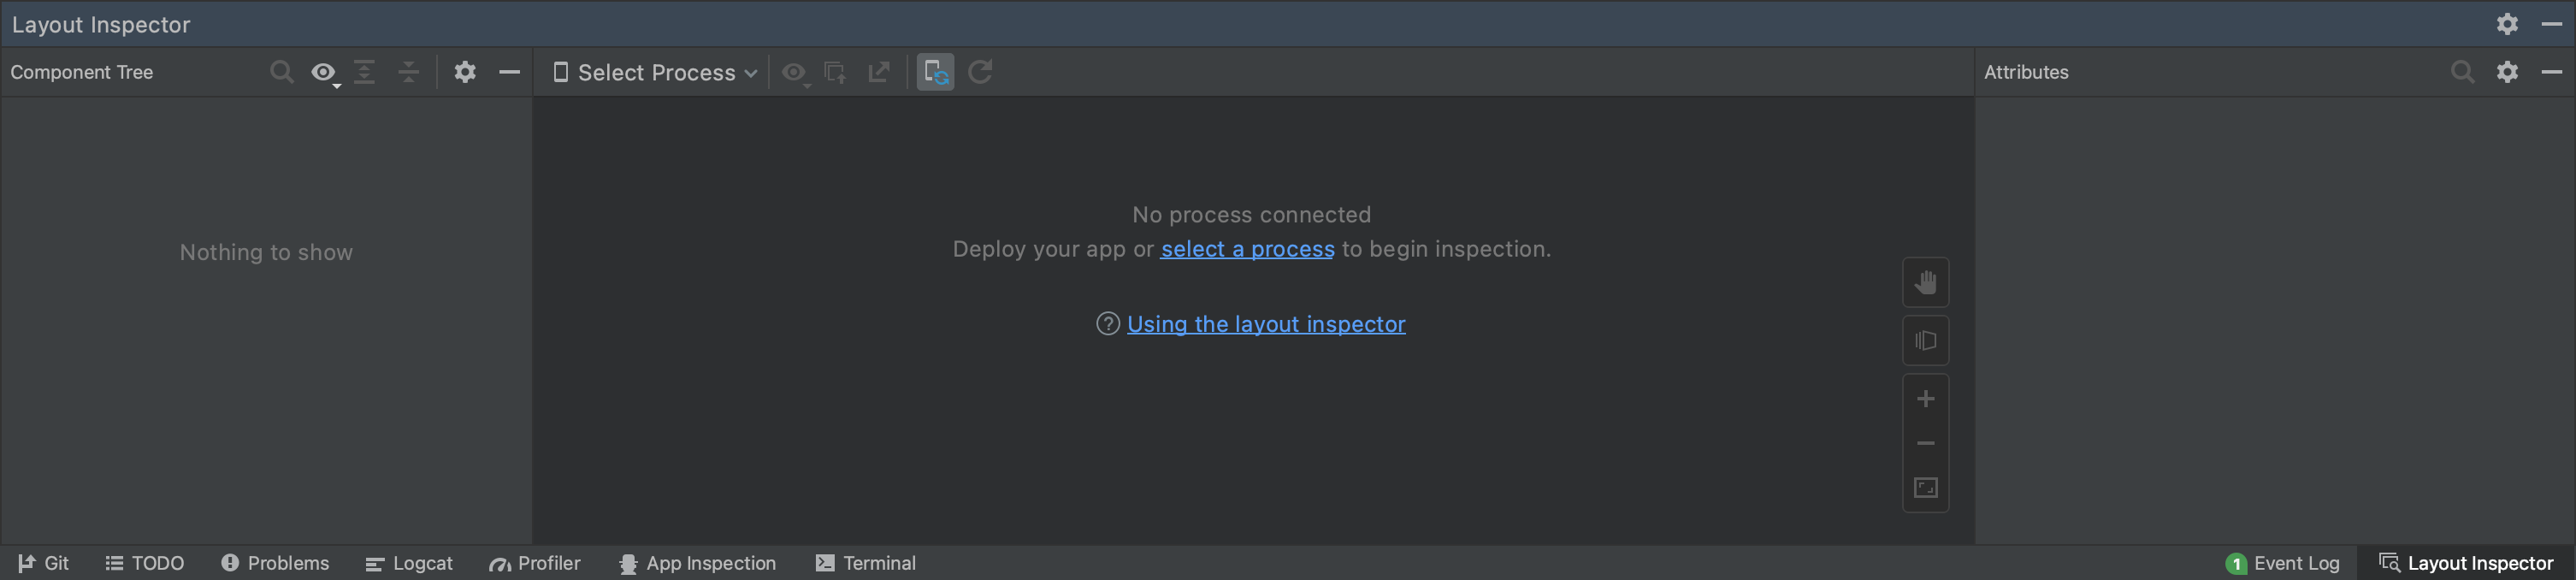 Layout Inspector
Component Tree
Select Process
Attributes
Nothing to show
No process connected
Deploy your app or select a process to begin inspection.
? Using the layout inspector
Git
TODO
Problems
Logcat
Profiler
App Inspection
Terminal
1 Event Log
Layout Inspector